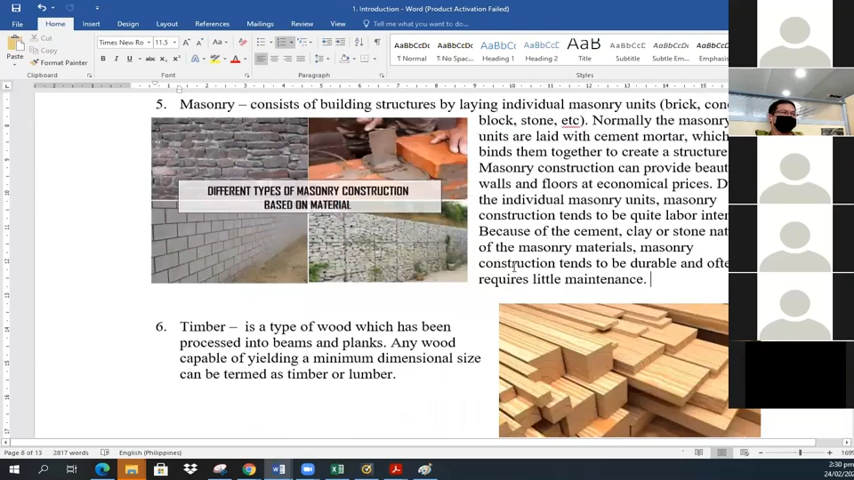 1. Introduction - Word (Product Activation Failed)
File
Home
Insert
Draw
Design
Layout
References
Mailings
Review
View
Tell me what you want to do
Paste
Cut
Copy
Format Painter
Clipboard
Times New Ro
11.5
Font
Paragraph
AaBbCcDc
¶ Normal
AaBbCcDc
¶ No Spac...
AaBbCc
Heading 1
AaBbCcD
Heading 2
AaB
Title
AaBbCcD
Subtitle
AaBbCcDc
Subtle Em...
AaBbCcDc
Emphasis
Styles
5. Masonry – consists of building structures by laying individual masonry units (brick,
block, stone, etc). Normally the masonry
units are laid with cement mortar, which
binds them together to create a structure
Masonry construction can provide
walls and floors at economical prices.
the individual masonry units, masonry
construction tends to be quite labor
Because of the cement, clay or stone
of the masonry materials, masonry
construction tends to be durable and
requires little maintenance.
DIFFERENT TYPES OF MASONRY CONSTRUCTION
BASED ON MATERIAL
6. Timber – is a type of wood which has been
processed into beams and planks. Any wood
capable of yielding a minimum dimensional size
can be termed as timber or lumber.
Page 8 of 13
2817 words
English (Philippines)
169%
2:30 pm